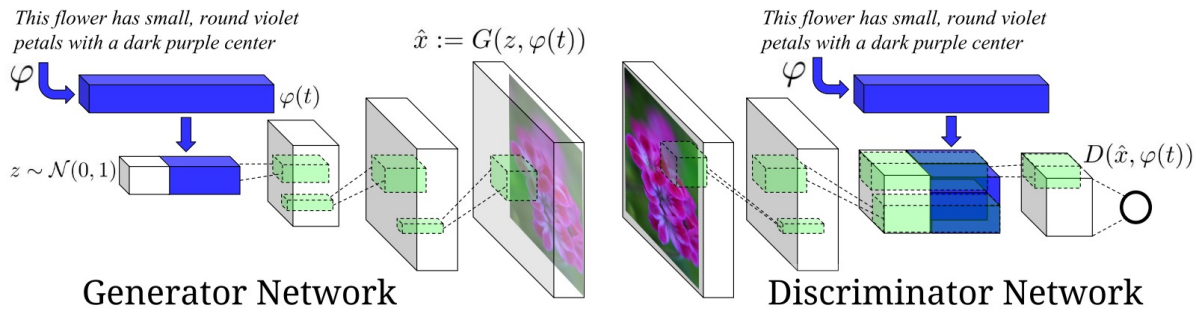 This flower has small, round violet
petals with a dark purple center
φ
φ(t)
z ~ 𝒩(0, 1)
x̂ := G(z, φ(t))
Generator Network
This flower has small, round violet
petals with a dark purple center
φ
D(x̂, φ(t))
Discriminator Network